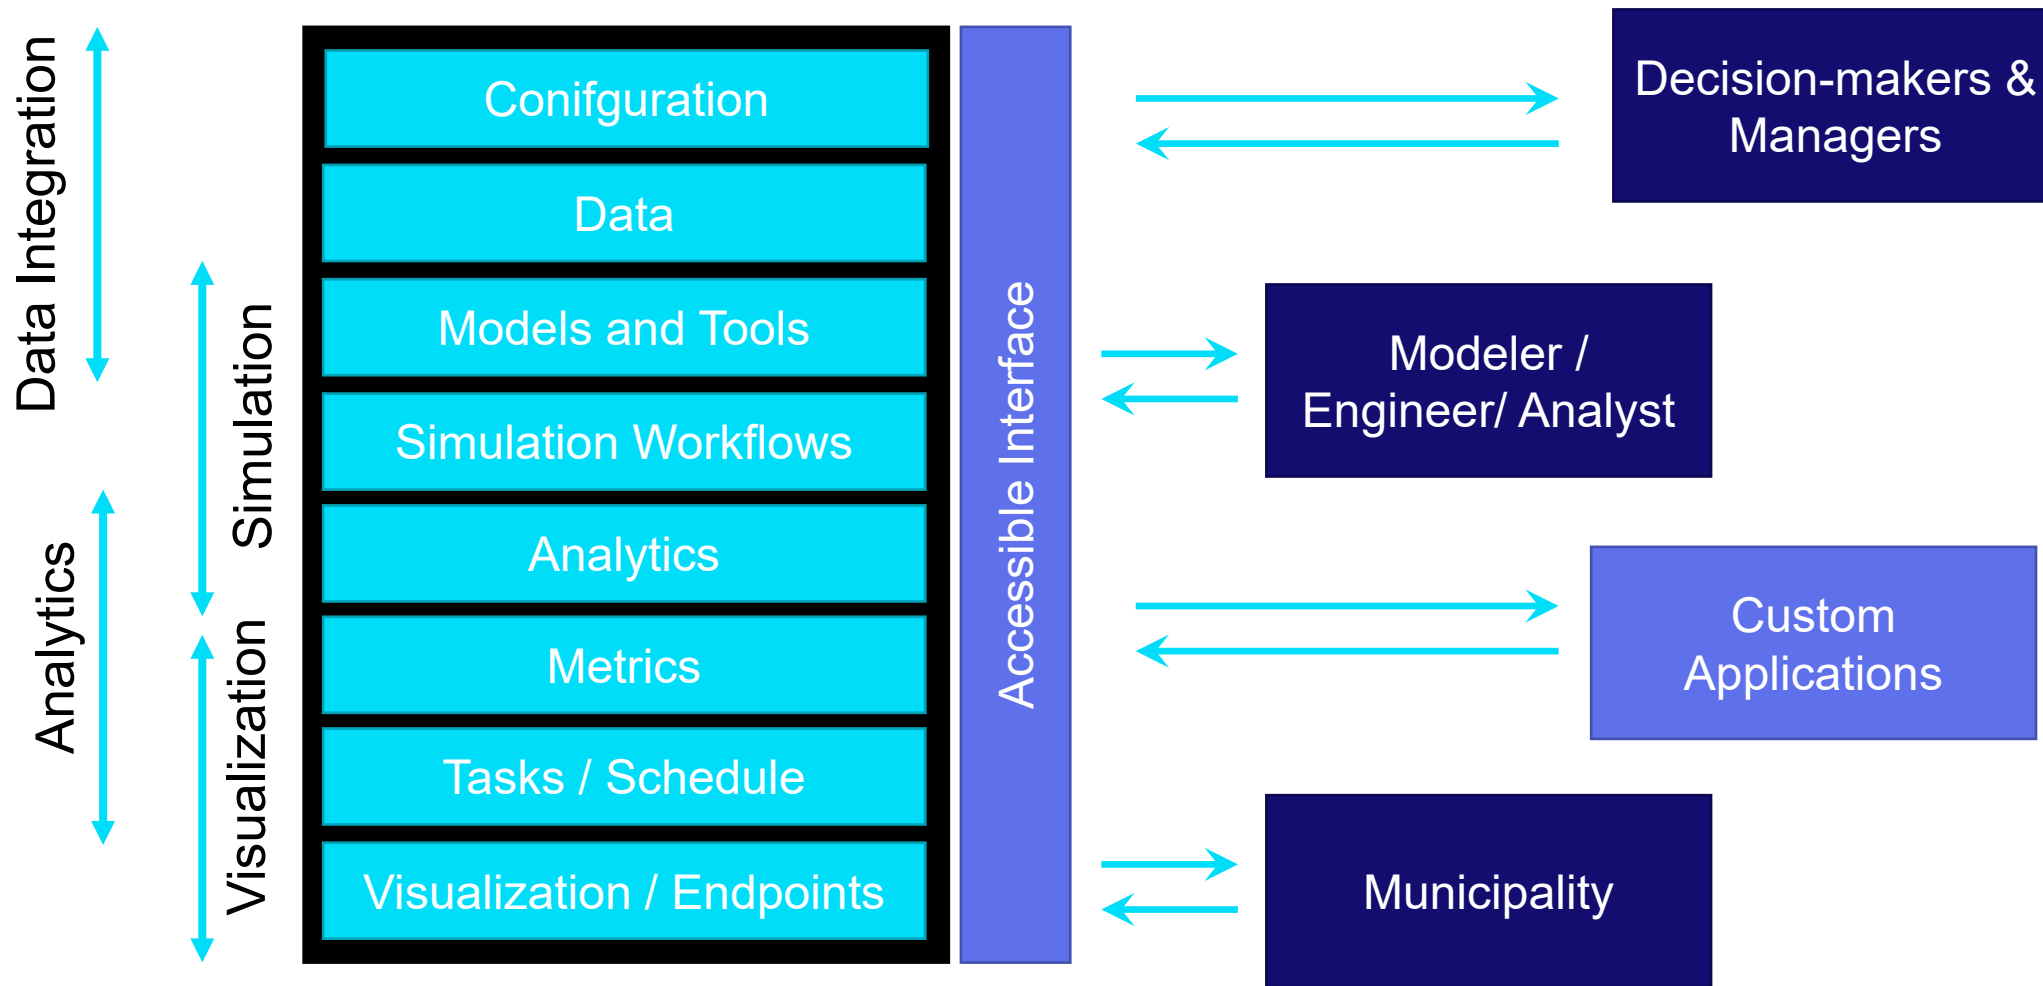 Data Integration
Simulation
Analytics
Visualization
Conifguration
Data
Models and Tools
Simulation Workflows
Analytics
Metrics
Tasks / Schedule
Visualization / Endpoints
Accessible Interface
Decision-makers &
Managers
Modeler /
Engineer/ Analyst
Custom
Applications
Municipality